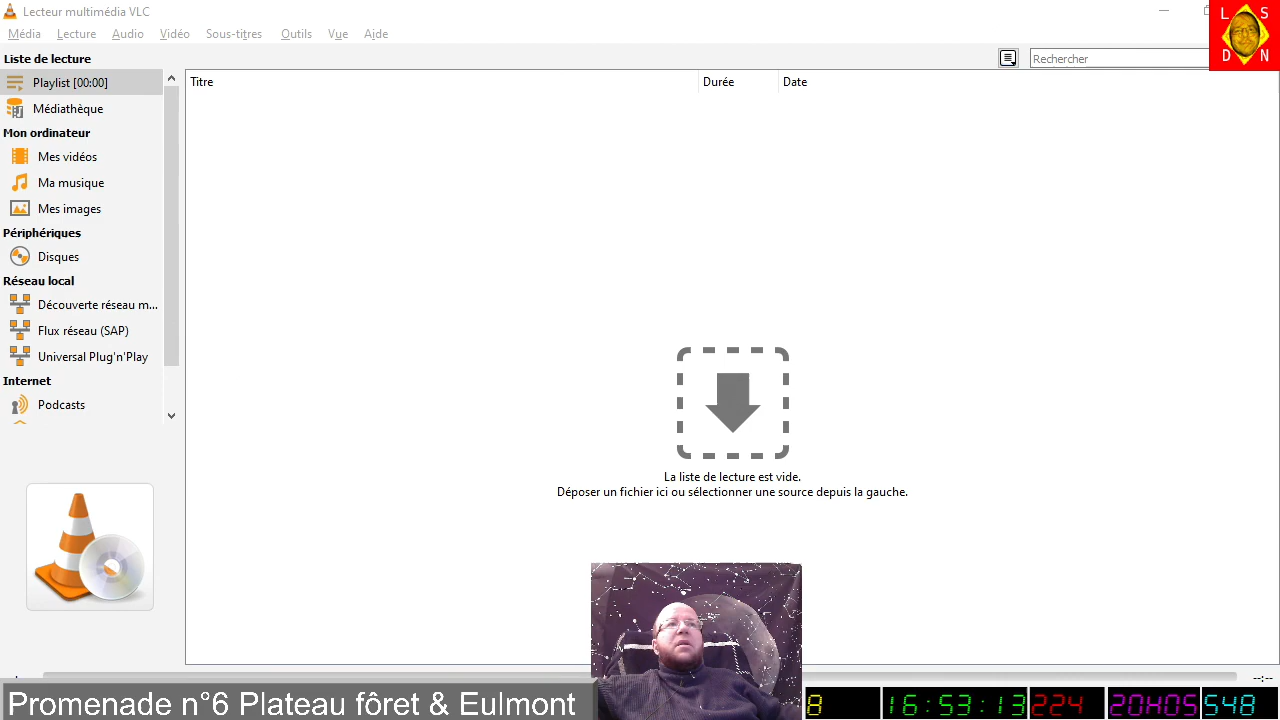 Lecteur multimédia VLC
Média Lecture Audio Vidéo Sous-titres Outils Vue Aide
L S
D N
Liste de lecture
Rechercher
Playlist [00:00]
Titre Durée Date
Médiathèque
Mon ordinateur
Mes vidéos
Ma musique
Mes images
Périphériques
Disques
Réseau local
Découverte réseau m...
Flux réseau (SAP)
Universal Plug'n'Play
Internet
Podcasts
La liste de lecture est vide.
Déposer un fichier ici ou sélectionner une source depuis la gauche.
--:--
Promenade n°6 Plateau fôret & Eulmont
8 16:53:13 224 20H05 548